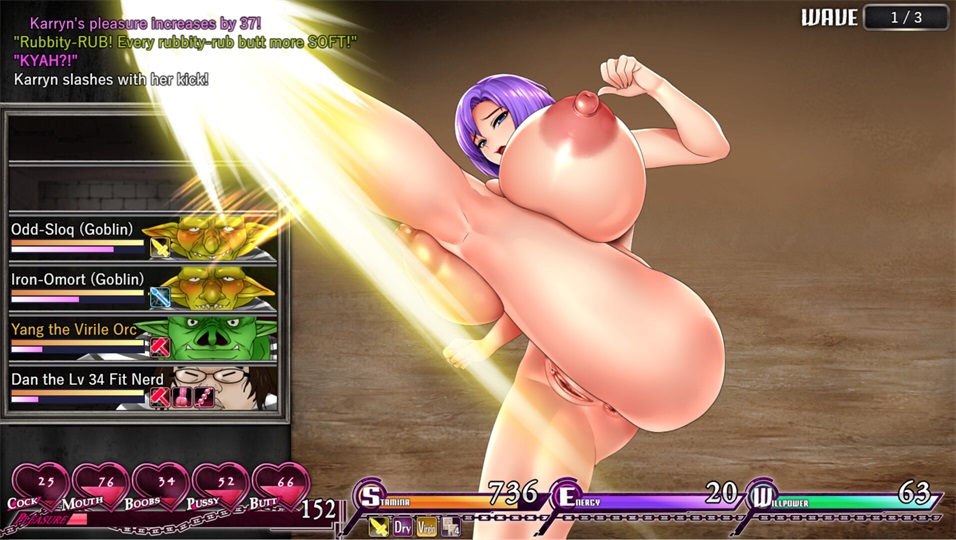 Karryn's pleasure increases by 37!
WAVE 1 / 3
"Rubbity-RUB! Every rubbity-rub butt more SOFT!"
"KYAH?!"
Karryn slashes with her kick!
Odd-Sloq (Goblin)
Iron-Omort (Goblin)
Yang the Virile Orc
Dan the Lv 34 Fit Nerd
25 76 34 52 66
COCK MOUTH BOOBS PUSSY BUTT
PLEASURE 152
STAMINA 736 ENERGY 20 WILLPOWER 63
DRY